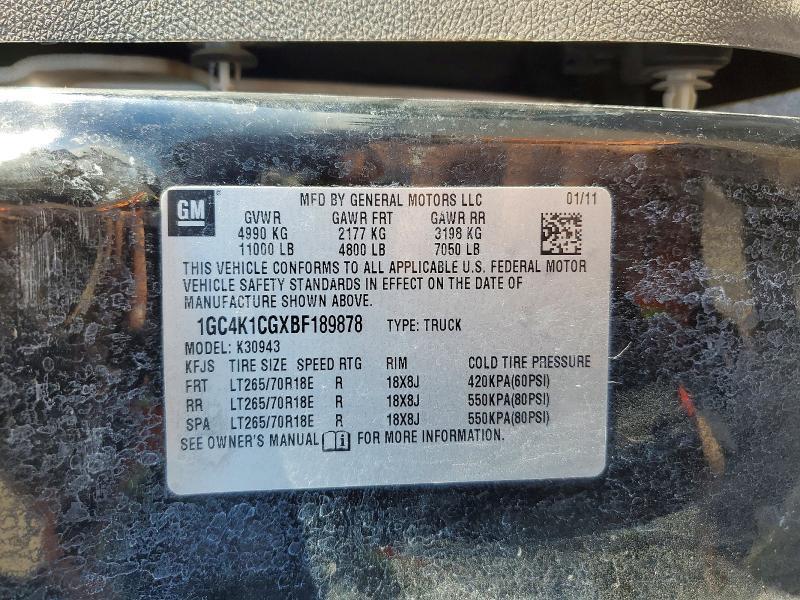 GM
MFD BY GENERAL MOTORS LLC 01/11
GVWR GAWR FRT GAWR RR
4990 KG 2177 KG 3198 KG
11000 LB 4800 LB 7050 LB
THIS VEHICLE CONFORMS TO ALL APPLICABLE U.S. FEDERAL MOTOR
VEHICLE SAFETY STANDARDS IN EFFECT ON THE DATE OF
MANUFACTURE SHOWN ABOVE.
1GC4K1CGXBF189878 TYPE: TRUCK
MODEL: K30943
KFJS TIRE SIZE SPEED RTG RIM COLD TIRE PRESSURE
FRT LT265/70R18E R 18X8J 420KPA(60PSI)
RR LT265/70R18E R 18X8J 550KPA(80PSI)
SPA LT265/70R18E R 18X8J 550KPA(80PSI)
SEE OWNER'S MANUAL FOR MORE INFORMATION.